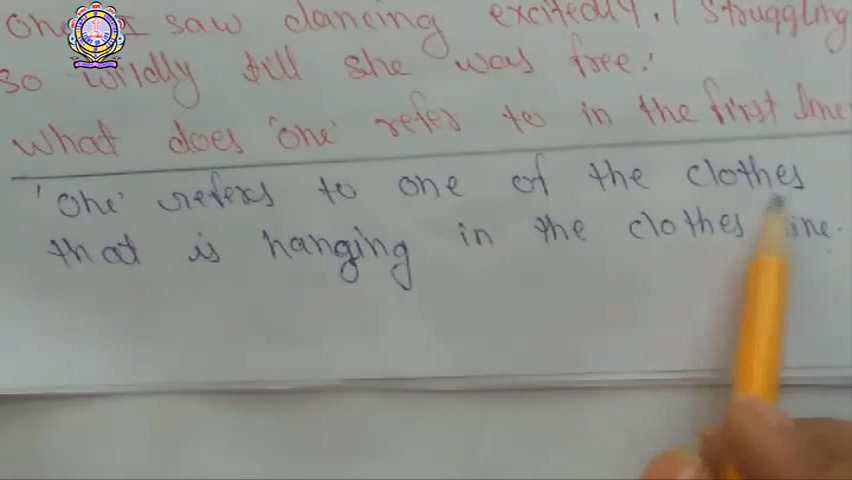 one I saw dancing excitedly. / Struggling
so wildly till she was free.'
What does 'one' refer to in the first line
'One' refers to one of the clothes
that is hanging in the clothes line.